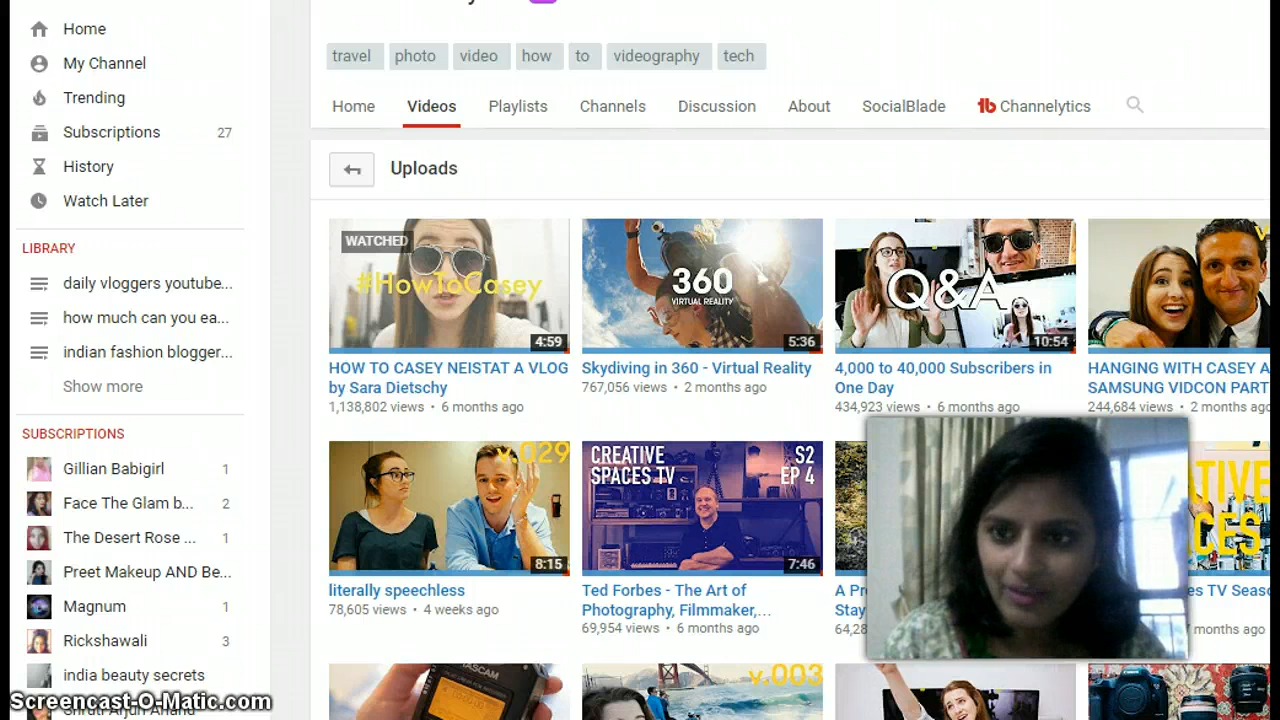 Home
My Channel
Trending
Subscriptions 27
History
Watch Later
LIBRARY
daily vloggers youtube...
how much can you ea...
indian fashion blogger...
Show more
SUBSCRIPTIONS
Gillian Babigirl 1
Face The Glam b... 2
The Desert Rose ... 1
Preet Makeup AND Be...
Magnum 1
Rickshawali 3
india beauty secrets
Screencast-O-Matic.com
travel photo video how to videography tech
Home Videos Playlists Channels Discussion About SocialBlade Channelytics
Uploads
WATCHED
#HowToCasey
4:59
HOW TO CASEY NEISTAT A VLOG
by Sara Dietschy
1,138,802 views • 6 months ago
360
VIRTUAL REALITY
5:36
Skydiving in 360 - Virtual Reality
767,056 views • 2 months ago
Q&A
10:54
4,000 to 40,000 Subscribers in
One Day
434,923 views • 6 months ago
HANGING WITH CASEY A
SAMSUNG VIDCON PART
244,684 views • 2 months ago
v.029
8:15
literally speechless
78,605 views • 4 weeks ago
CREATIVE S2
SPACES TV EP 4
7:46
Ted Forbes - The Art of
Photography, Filmmaker,...
69,954 views • 6 months ago
A Pr
Stay
64,28
TIVE
CES
es TV Seaso
months ago
TASCAM
v.003